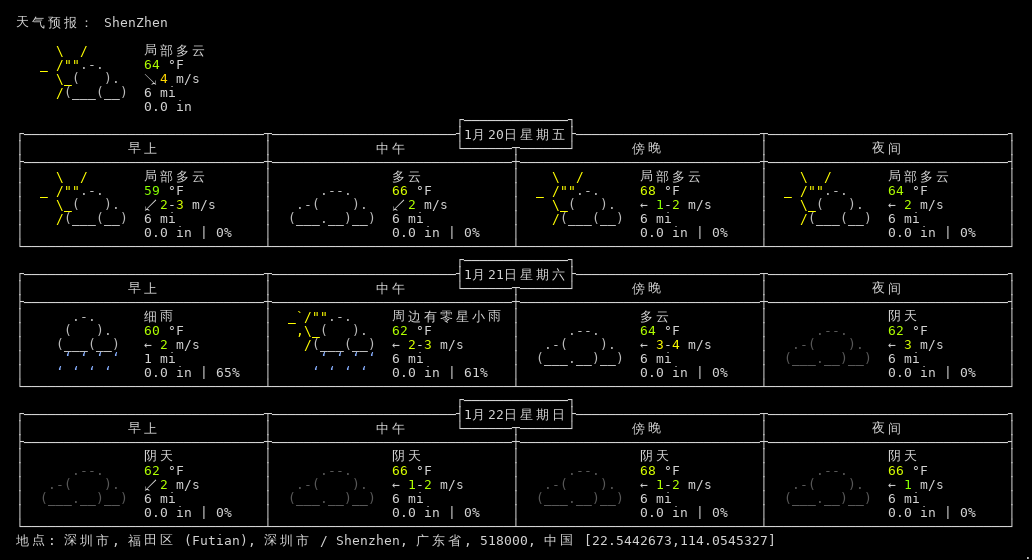 天气预报： ShenZhen
局部多云
64 °F
↘ 4 m/s
6 mi
0.0 in
1月20日星期五
早上 中午 傍晚 夜间
局部多云 多云 局部多云 局部多云
59 °F 66 °F 68 °F 64 °F
↙ 2-3 m/s ↙ 2 m/s ← 1-2 m/s ← 2 m/s
6 mi 6 mi 6 mi 6 mi
0.0 in | 0% 0.0 in | 0% 0.0 in | 0% 0.0 in | 0%
1月21日星期六
早上 中午 傍晚 夜间
细雨 周边有零星小雨 多云 阴天
60 °F 62 °F 64 °F 62 °F
← 2 m/s ← 2-3 m/s ← 3-4 m/s ← 3 m/s
1 mi 6 mi 6 mi 6 mi
0.0 in | 65% 0.0 in | 61% 0.0 in | 0% 0.0 in | 0%
1月22日星期日
早上 中午 傍晚 夜间
阴天 阴天 阴天 阴天
62 °F 66 °F 68 °F 66 °F
↙ 2 m/s ← 1-2 m/s ← 1-2 m/s ← 1 m/s
6 mi 6 mi 6 mi 6 mi
0.0 in | 0% 0.0 in | 0% 0.0 in | 0% 0.0 in | 0%
地点: 深圳市, 福田区 (Futian), 深圳市 / Shenzhen, 广东省, 518000, 中国 [22.5442673,114.0545327]